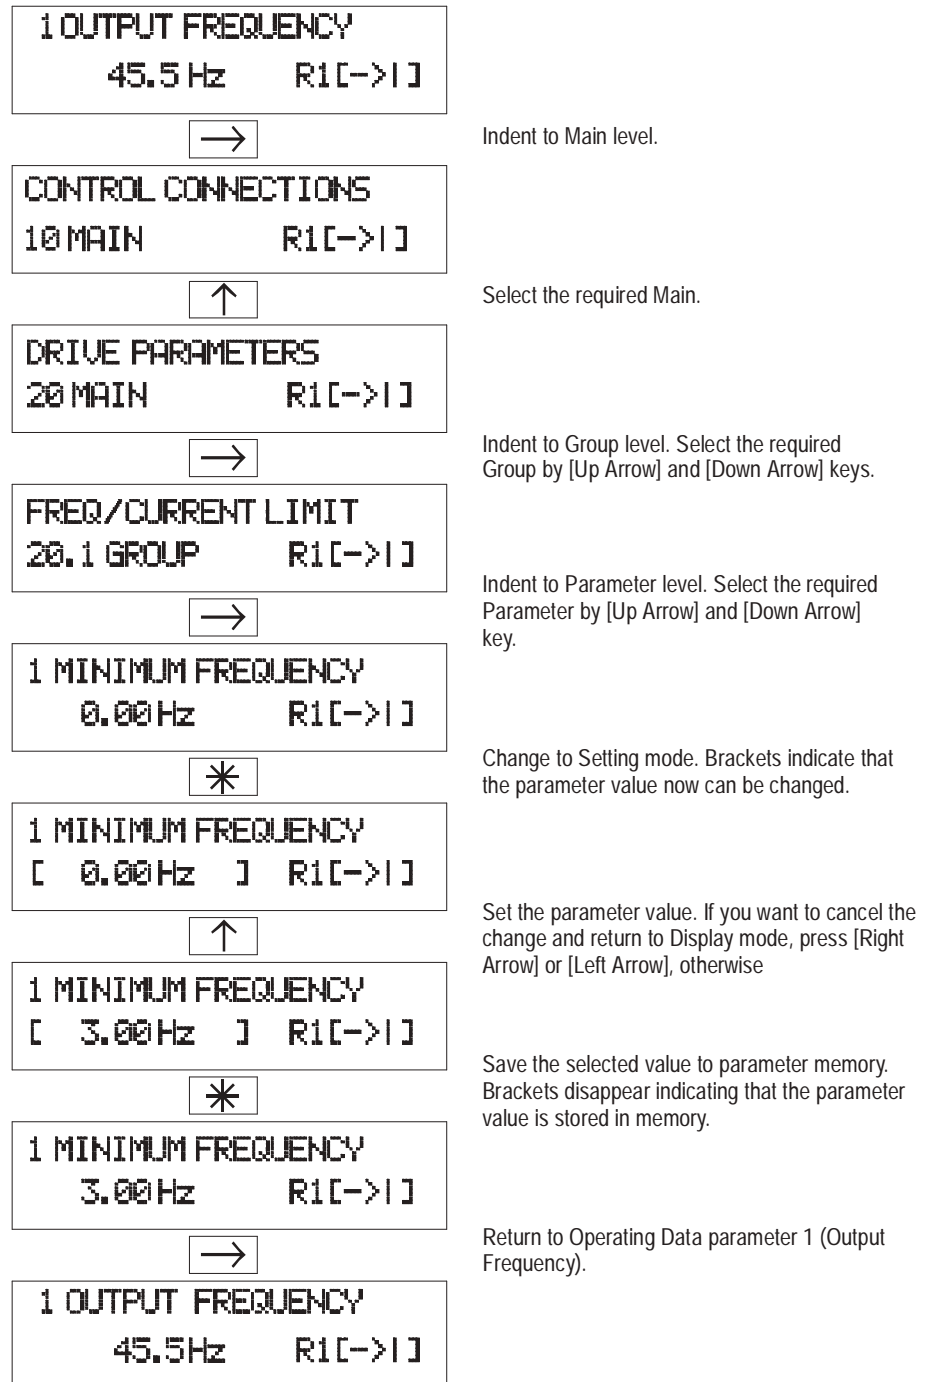 1 OUTPUT FREQUENCY
45.5 Hz R1[->|]
→
Indent to Main level.
CONTROL CONNECTIONS
10 MAIN R1[->|]
↑
Select the required Main.
DRIVE PARAMETERS
20 MAIN R1[->|]
→
Indent to Group level. Select the required
Group by [Up Arrow] and [Down Arrow] keys.
FREQ/CURRENT LIMIT
20.1 GROUP R1[->|]
→
Indent to Parameter level. Select the required
Parameter by [Up Arrow] and [Down Arrow]
key.
1 MINIMUM FREQUENCY
0.00 Hz R1[->|]
*
Change to Setting mode. Brackets indicate that
the parameter value now can be changed.
1 MINIMUM FREQUENCY
[ 0.00 Hz ] R1[->|]
↑
Set the parameter value. If you want to cancel the
change and return to Display mode, press [Right
Arrow] or [Left Arrow], otherwise
1 MINIMUM FREQUENCY
[ 3.00 Hz ] R1[->|]
*
Save the selected value to parameter memory.
Brackets disappear indicating that the parameter
value is stored in memory.
1 MINIMUM FREQUENCY
3.00 Hz R1[->|]
→
Return to Operating Data parameter 1 (Output
Frequency).
1 OUTPUT FREQUENCY
45.5 Hz R1[->|]